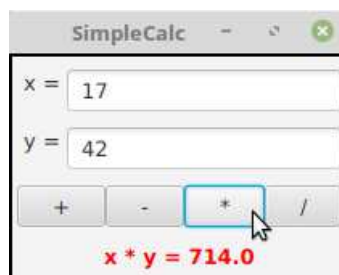 SimpleCalc
x = 17
y = 42
+ - * /
x * y = 714.0